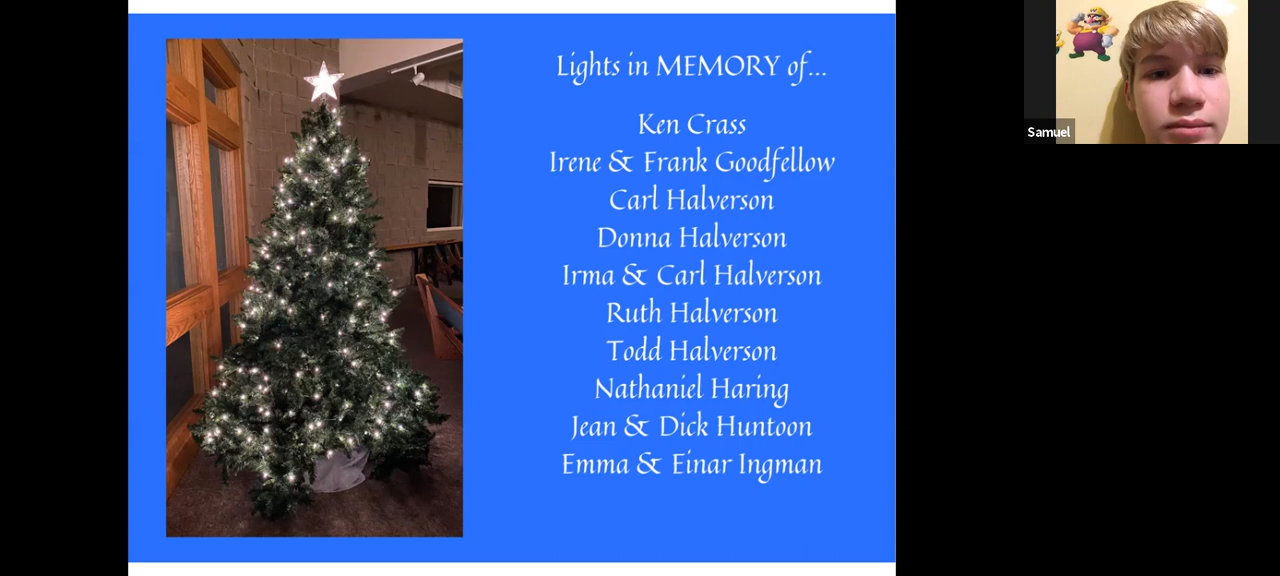 Lights in MEMORY of...
Ken Crass
Irene & Frank Goodfellow
Carl Halverson
Donna Halverson
Irma & Carl Halverson
Ruth Halverson
Todd Halverson
Nathaniel Haring
Jean & Dick Huntoon
Emma & Einar Ingman
Samuel